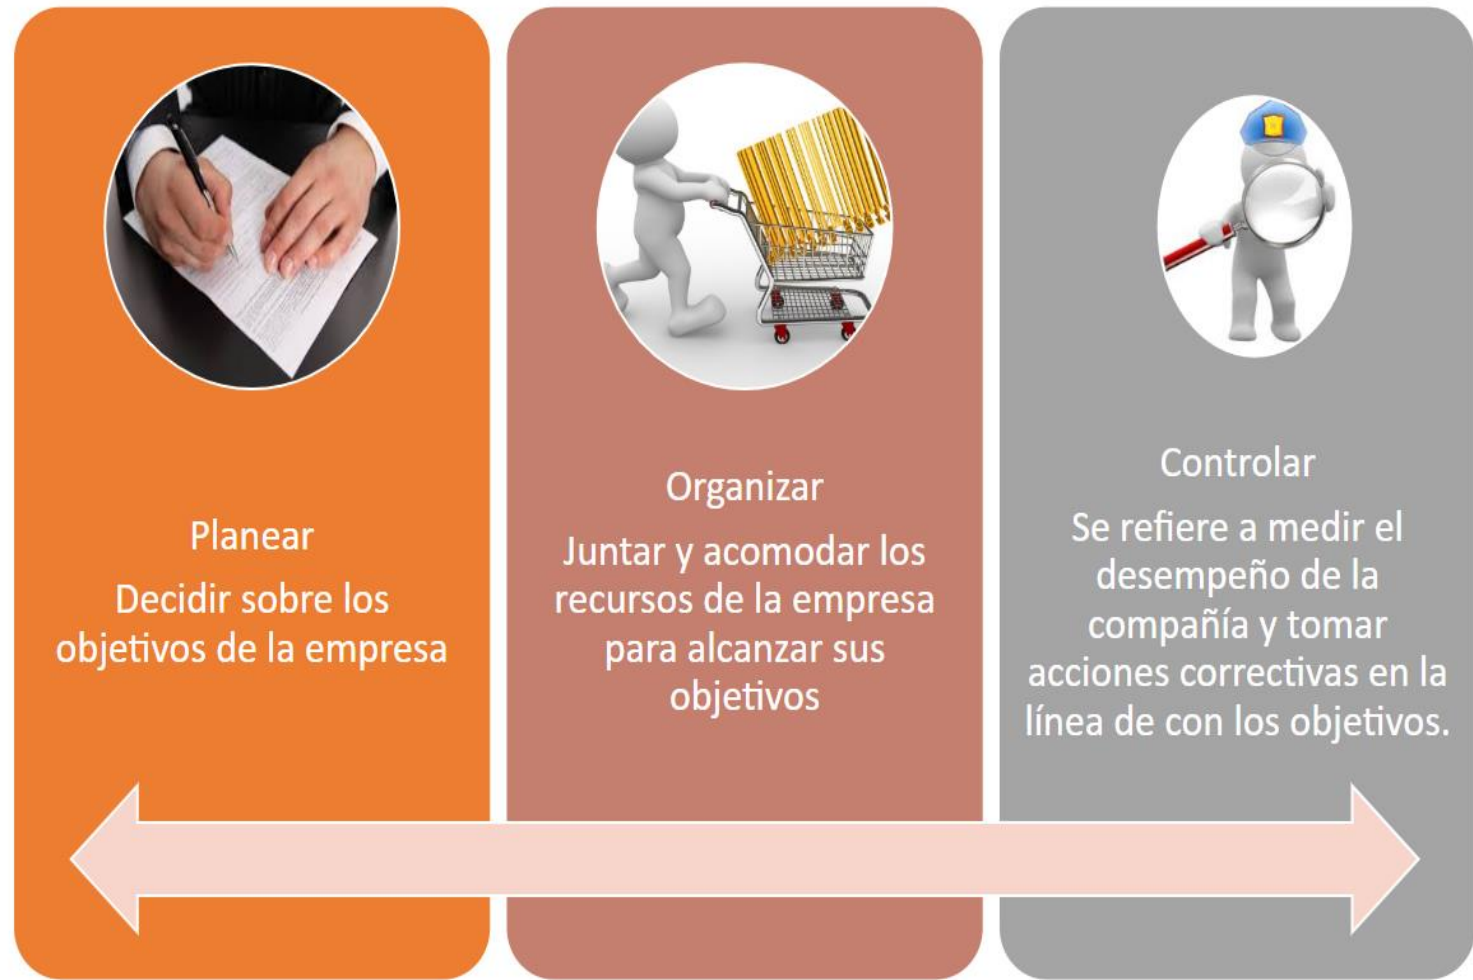 Planear
Decidir sobre los
objetivos de la empresa
Organizar
Juntar y acomodar los
recursos de la empresa
para alcanzar sus
objetivos
Controlar
Se refiere a medir el
desempeño de la
compañía y tomar
acciones correctivas en la
línea de con los objetivos.